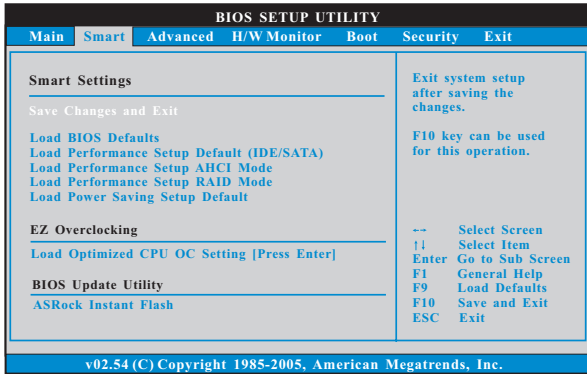 BIOS SETUP UTILITY
Main Smart Advanced H/W Monitor Boot Security Exit
Smart Settings
Save Changes and Exit
Load BIOS Defaults
Load Performance Setup Default (IDE/SATA)
Load Performance Setup AHCI Mode
Load Performance Setup RAID Mode
Load Power Saving Setup Default
EZ Overclocking
Load Optimized CPU OC Setting [Press Enter]
BIOS Update Utility
ASRock Instant Flash
Exit system setup
after saving the
changes.
F10 key can be used
for this operation.
←→ Select Screen
↑↓ Select Item
Enter Go to Sub Screen
F1 General Help
F9 Load Defaults
F10 Save and Exit
ESC Exit
v02.54 (C) Copyright 1985-2005, American Megatrends, Inc.